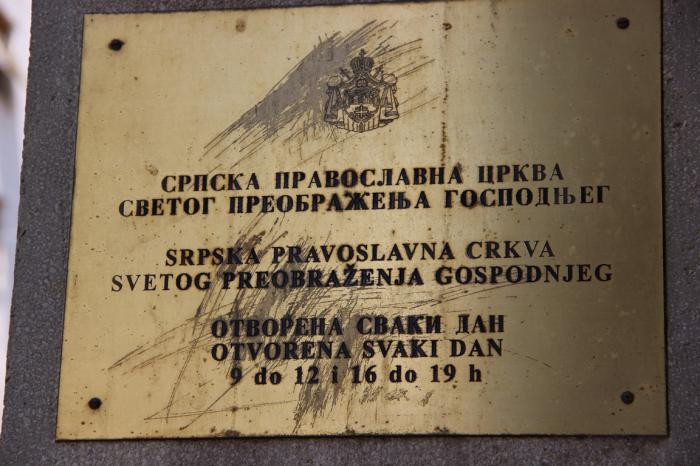 СРПСКА ПРАВОСЛАВНА ЦРКВА
СВЕТОГ ПРЕОБРАЖЕЊА ГОСПОДЊЕГ
SRPSKA PRAVOSLAVNA CRKVA
SVETOG PREOBRAŽENJA GOSPODNJEG
ОТВОРЕНА СВАКИ ДАН
OTVORENA SVAKI DAN
9 do 12 i 16 do 19 h